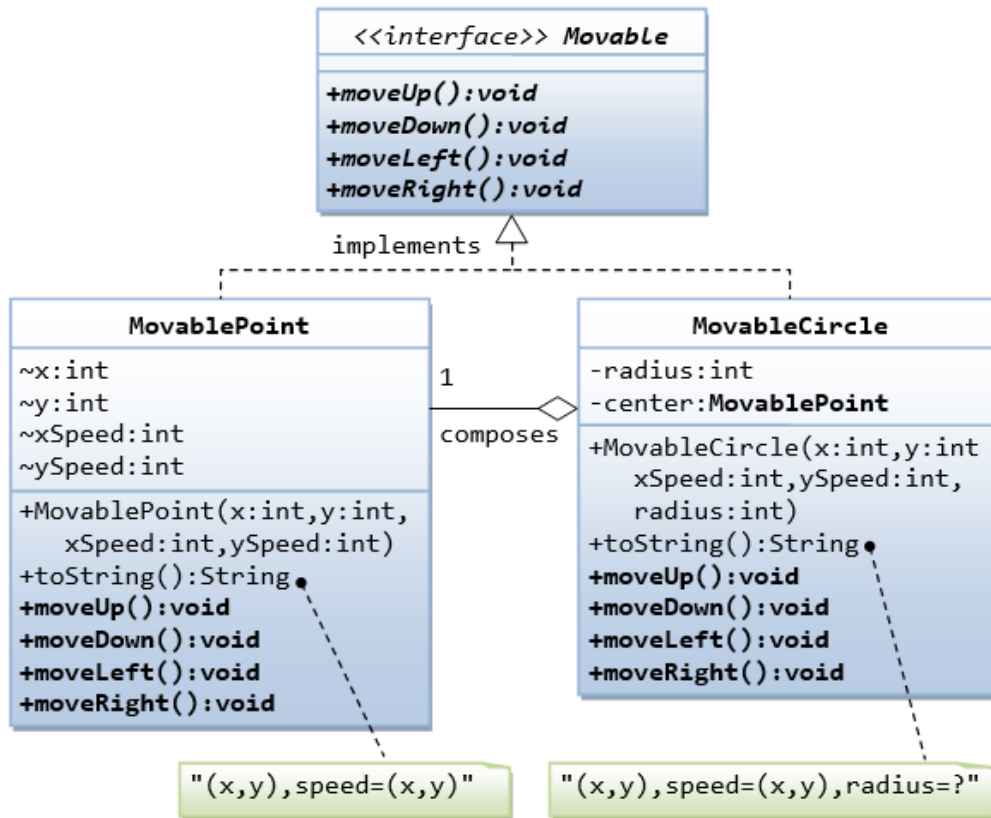 <<interface>> Movable
+moveUp():void
+moveDown():void
+moveLeft():void
+moveRight():void
implements
MovablePoint
~x:int
~y:int
~xSpeed:int
~ySpeed:int
+MovablePoint(x:int,y:int,
xSpeed:int,ySpeed:int)
+toString():String
+moveUp():void
+moveDown():void
+moveLeft():void
+moveRight():void
"(x,y),speed=(x,y)"
1
composes
MovableCircle
-radius:int
-center:MovablePoint
+MovableCircle(x:int,y:int
xSpeed:int,ySpeed:int,
radius:int)
+toString():String
+moveUp():void
+moveDown():void
+moveLeft():void
+moveRight():void
"(x,y),speed=(x,y),radius=?"